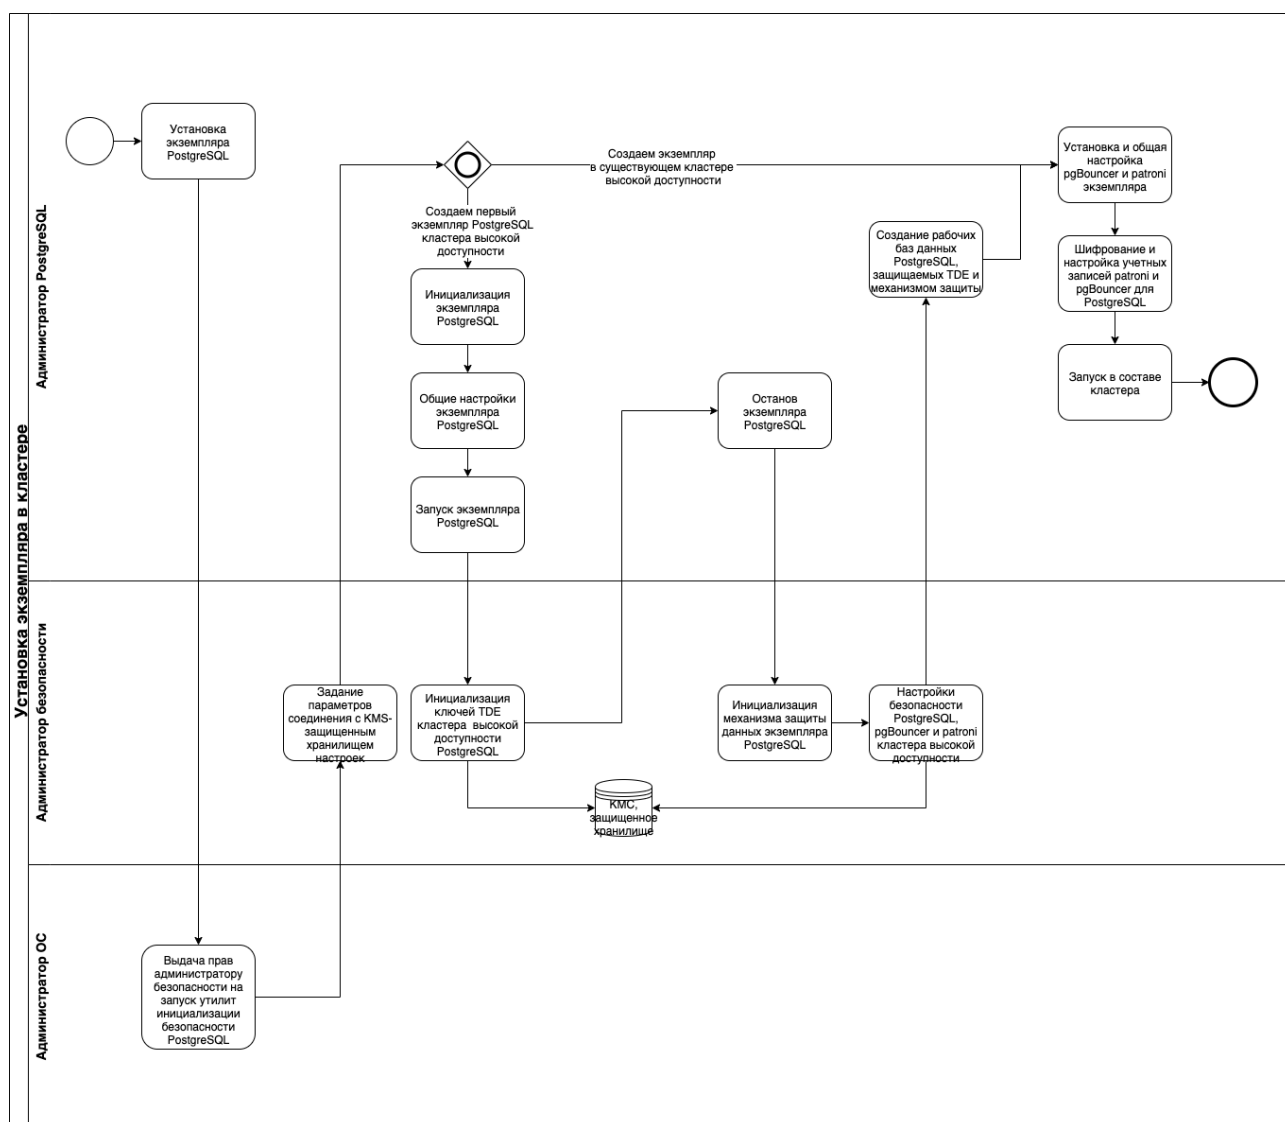 Установка экземпляра в кластере
Администратор PostgreSQL
Установка
экземпляра
PostgreSQL
Создаем экземпляр
в существующем кластере
высокой доступности
Установка и общая
настройка
pgBouncer и patroni
экземпляра
Создаем первый
экземпляр PostgreSQL
кластера высокой
доступности
Создание рабочих
баз данных
PostgreSQL,
защищаемых TDE и
механизмом защиты
Шифрование и
настройка учетных
записей patroni и
pgBouncer для
PostgreSQL
Инициализация
экземпляра
PostgreSQL
Общие настройки
экземпляра
PostgreSQL
Останов
экземпляра
PostgreSQL
Запуск в составе
кластера
Запуск экземпляра
PostgreSQL
Администратор безопасности
Задание
параметров
соединения с KMS-
защищенным
хранилищем
настроек
Инициализация
ключей TDE
кластера высокой
доступности
PostgreSQL
Инициализация
механизма защиты
данных экземпляра
PostgreSQL
Настройки
безопасности
PostgreSQL,
pgBouncer и patroni
кластера высокой
доступности
КМС,
защищенное
хранилище
Администратор ОС
Выдача прав
администратору
безопасности на
запуск утилит
инициализации
безопасности
PostgreSQL